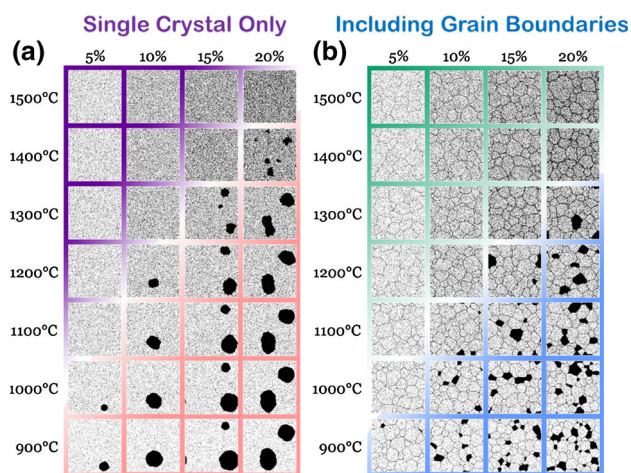 Single Crystal Only
Including Grain Boundaries
(a)
5% 10% 15% 20%
1500°C
1400°C
1300°C
1200°C
1100°C
1000°C
900°C
(b)
5% 10% 15% 20%
1500°C
1400°C
1300°C
1200°C
1100°C
1000°C
900°C